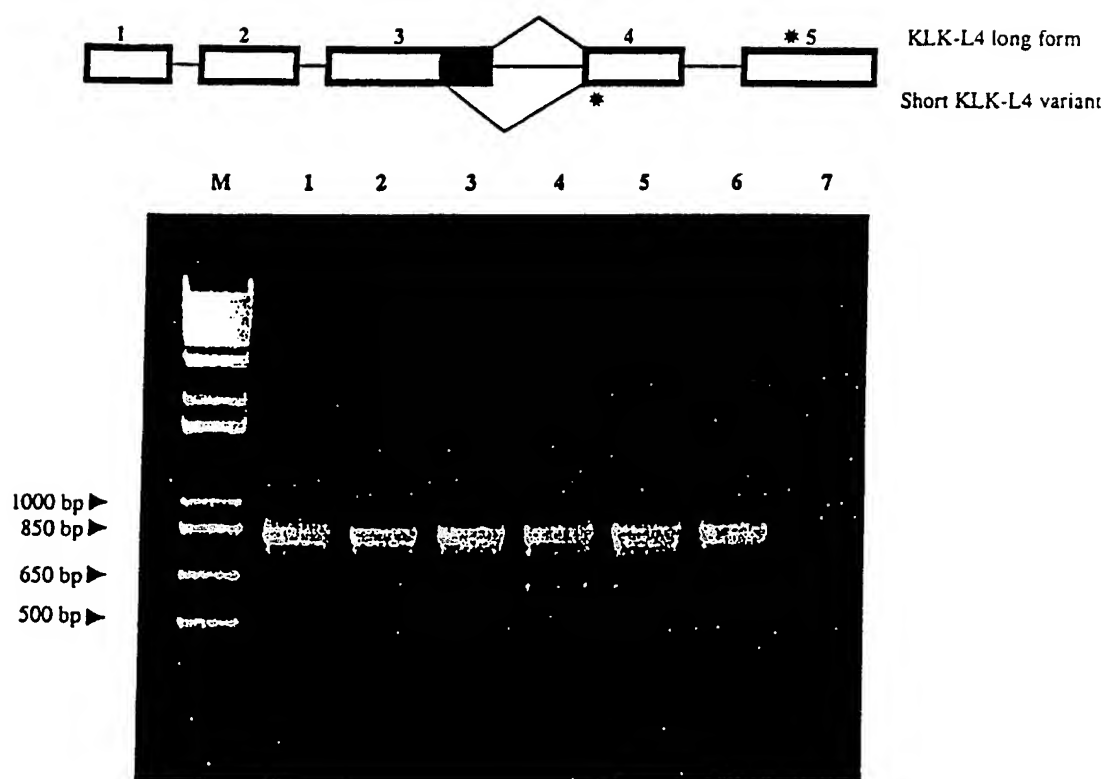 1 2 3 4 * 5 KLK-L4 long form
* Short KLK-L4 variant
M 1 2 3 4 5 6 7
1000 bp
850 bp
650 bp
500 bp